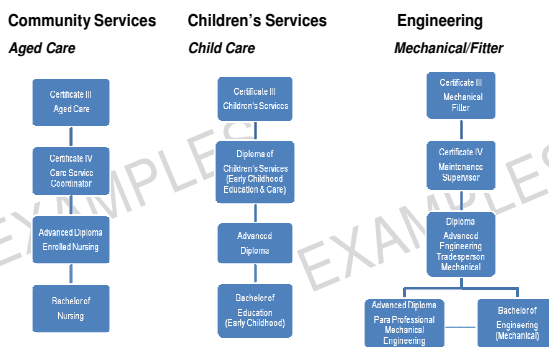 Community Services
Aged Care
Certificate III
Aged Care
Certificate IV
Care Service
Coordinator
Advanced Diploma
Enrolled Nursing
Bachelor of
Nursing
Children's Services
Child Care
Certificate III
Children's Services
Diploma of
Children's Services
(Early Childhood
Education & Care)
Advanced
Diploma
Bachelor of
Education
(Early Childhood)
Engineering
Mechanical/Fitter
Certificate III
Mechanical
Fitter
Certificate IV
Maintenance
Supervisor
Diploma
Advanced
Engineering
Tradesperson
Mechanical
Advanced Diploma
Para Professional
Mechanical
Engineering
Bachelor of
Engineering
(Mechanical)
EXAMPLES
EXAMPLES